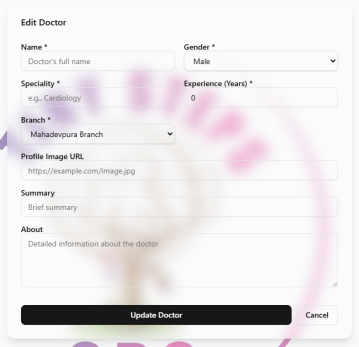 Edit Doctor
Name * Gender *
Doctor's full name Male
Speciality * Experience (Years) *
e.g., Cardiology 0
Branch *
Mahadevpura Branch
Profile Image URL
https://example.com/image.jpg
Summary
Brief summary
About
Detailed information about the doctor
Update Doctor Cancel